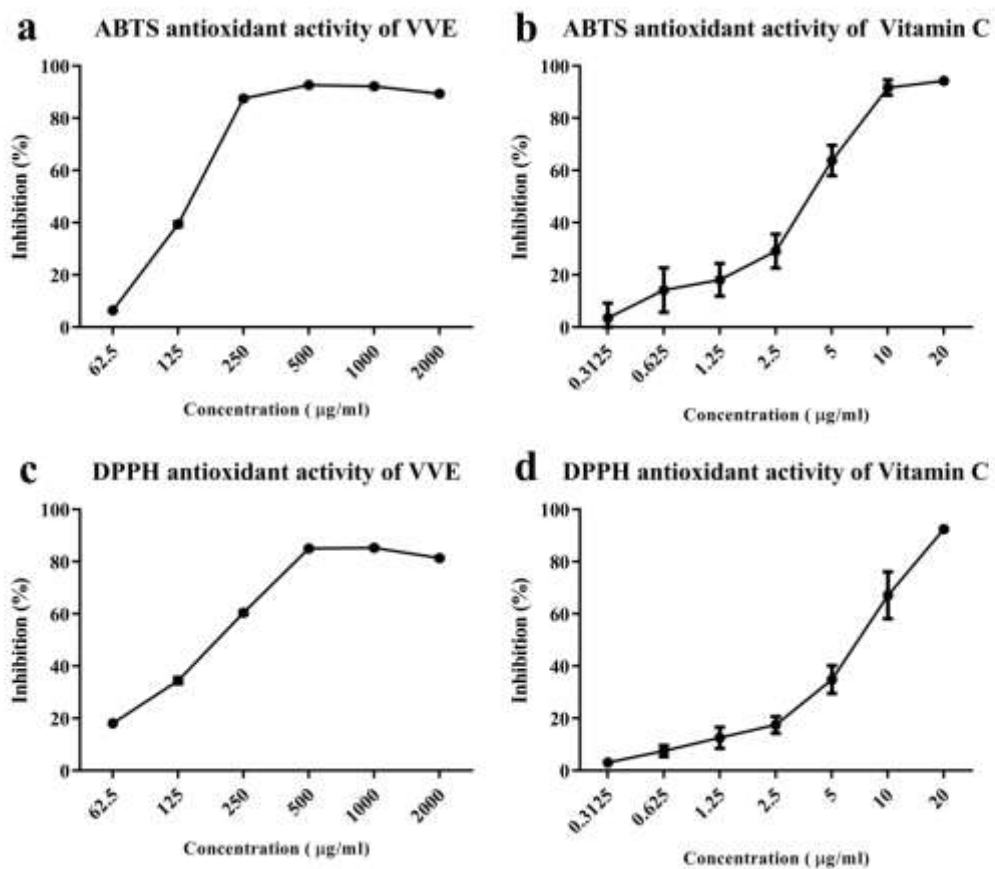 a ABTS antioxidant activity of VVE
Inhibition (%)
100
80
60
40
20
0
62.5 125 250 500 1000 2000
Concentration ( μg/ml)
b ABTS antioxidant activity of Vitamin C
Inhibition (%)
100
80
60
40
20
0
0.3125 0.625 1.25 2.5 5 10 20
Concentration ( μg/ml)
c DPPH antioxidant activity of VVE
Inhibition (%)
100
80
60
40
20
0
62.5 125 250 500 1000 2000
Concentration ( μg/ml)
d DPPH antioxidant activity of Vitamin C
Inhibition (%)
100
80
60
40
20
0
0.3125 0.625 1.25 2.5 5 10 20
Concentration ( μg/ml)